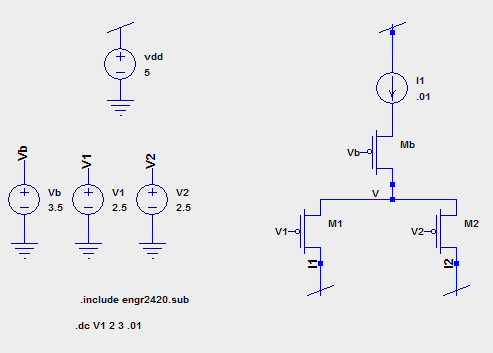 vdd
5
I1
.01
Vb
Mb
V
Vb
V1
V2
Vb
3.5
V1
2.5
V2
2.5
V1
M1
V2
M2
I1
I2
.include engr2420.sub
.dc V1 2 3 .01